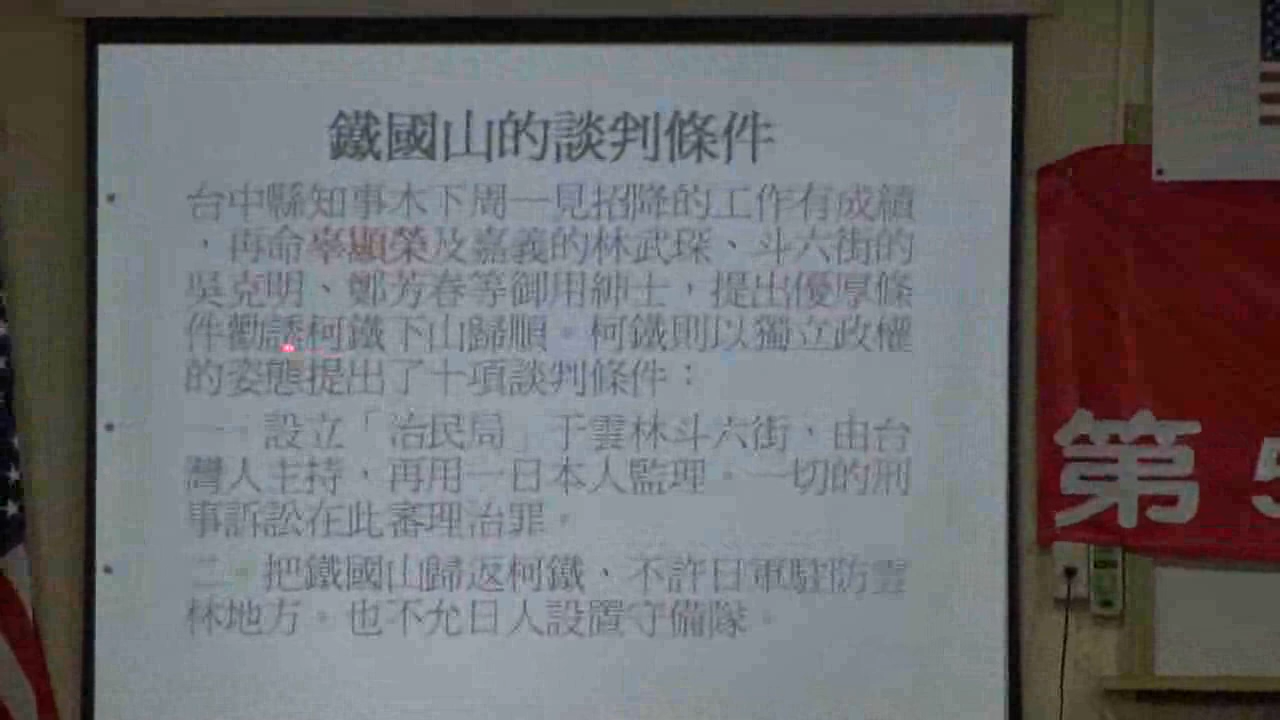 鐵國山的談判條件
台中縣知事木下周一見招降的工作有成績
，再命辜顯榮及嘉義的林武琛、斗六街的
吳克明、鄭芳春等御用紳士，提出優厚條
件勸誘柯鐵下山歸順。柯鐵則以獨立政權
的姿態提出了十項談判條件：
一．設立「治民局」于雲林斗六街，由台
灣人主持，再用一日本人監理。一切的刑
事訴訟在此審理治罪。
二．把鐵國山歸返柯鐵、不許日軍駐防雲
林地方。也不允日人設置守備隊。
第